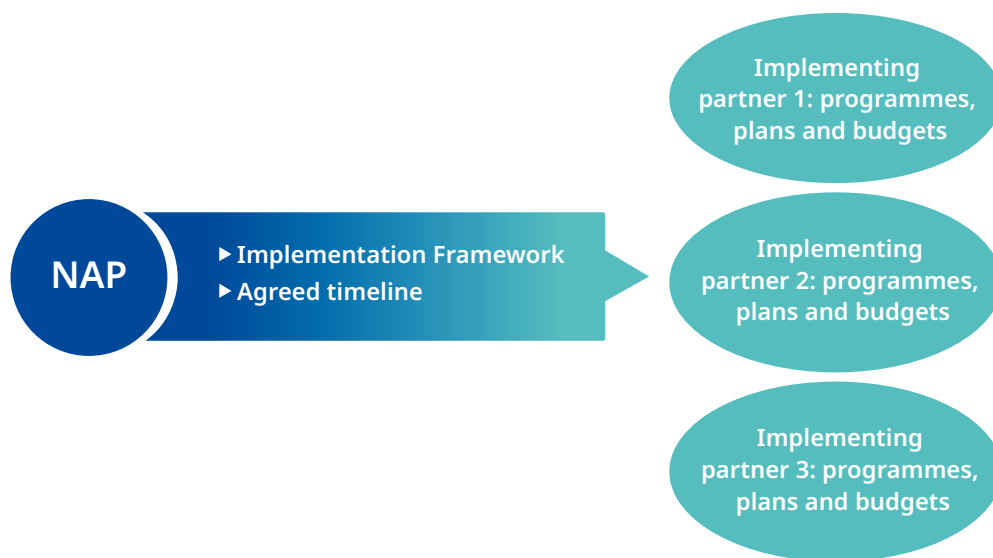 NAP
▶ Implementation Framework
▶ Agreed timeline
Implementing
partner 1: programmes,
plans and budgets
Implementing
partner 2: programmes,
plans and budgets
Implementing
partner 3: programmes,
plans and budgets